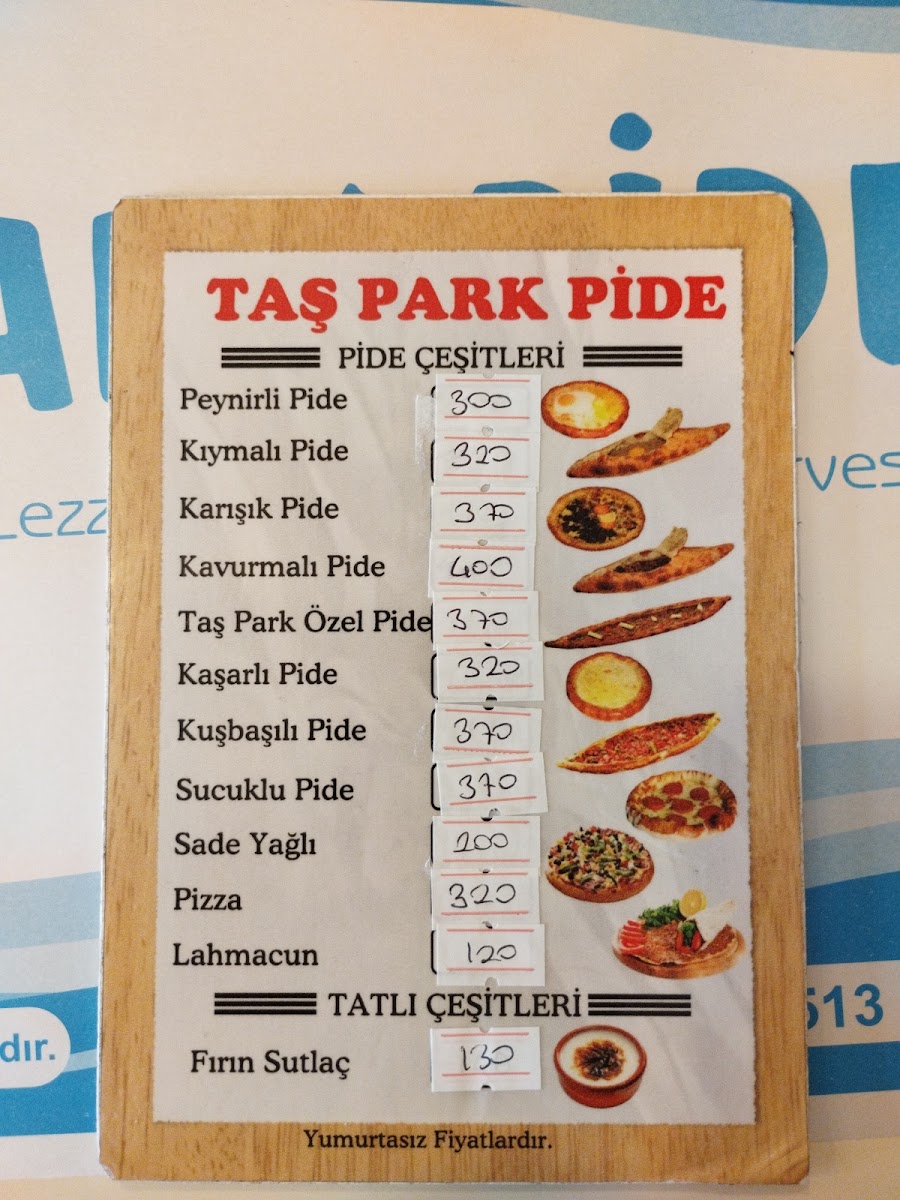 TAŞ PARK PİDE
PİDE ÇEŞİTLERİ
Peynirli Pide 300
Kıymalı Pide 320
Karışık Pide 370
Kavurmalı Pide 400
Taş Park Özel Pide 370
Kaşarlı Pide 320
Kuşbaşılı Pide 370
Sucuklu Pide 370
Sade Yağlı 200
Pizza 320
Lahmacun 120
TATLI ÇEŞİTLERİ
Fırın Sutlaç 130
Yumurtasız Fiyatlardır.
513
dır.